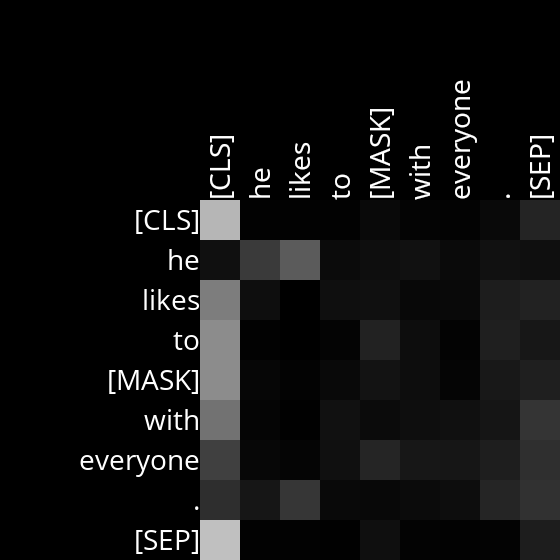 [CLS]
he
likes
to
[MASK]
with
everyone
.
[SEP]
[CLS]
he
likes
to
[MASK]
with
everyone
.
[SEP]